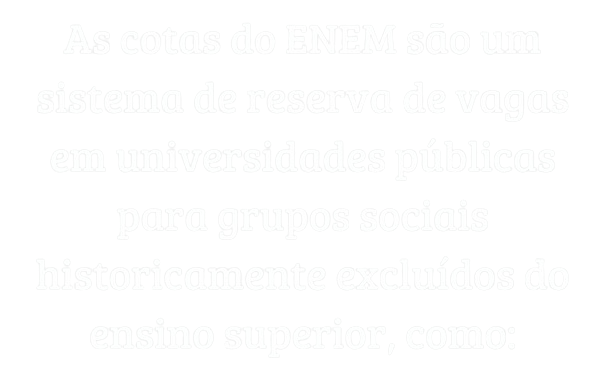 As cotas do ENEM são um
sistema de reserva de vagas
em universidades públicas
para grupos sociais
historicamente excluídos do
ensino superior, como: